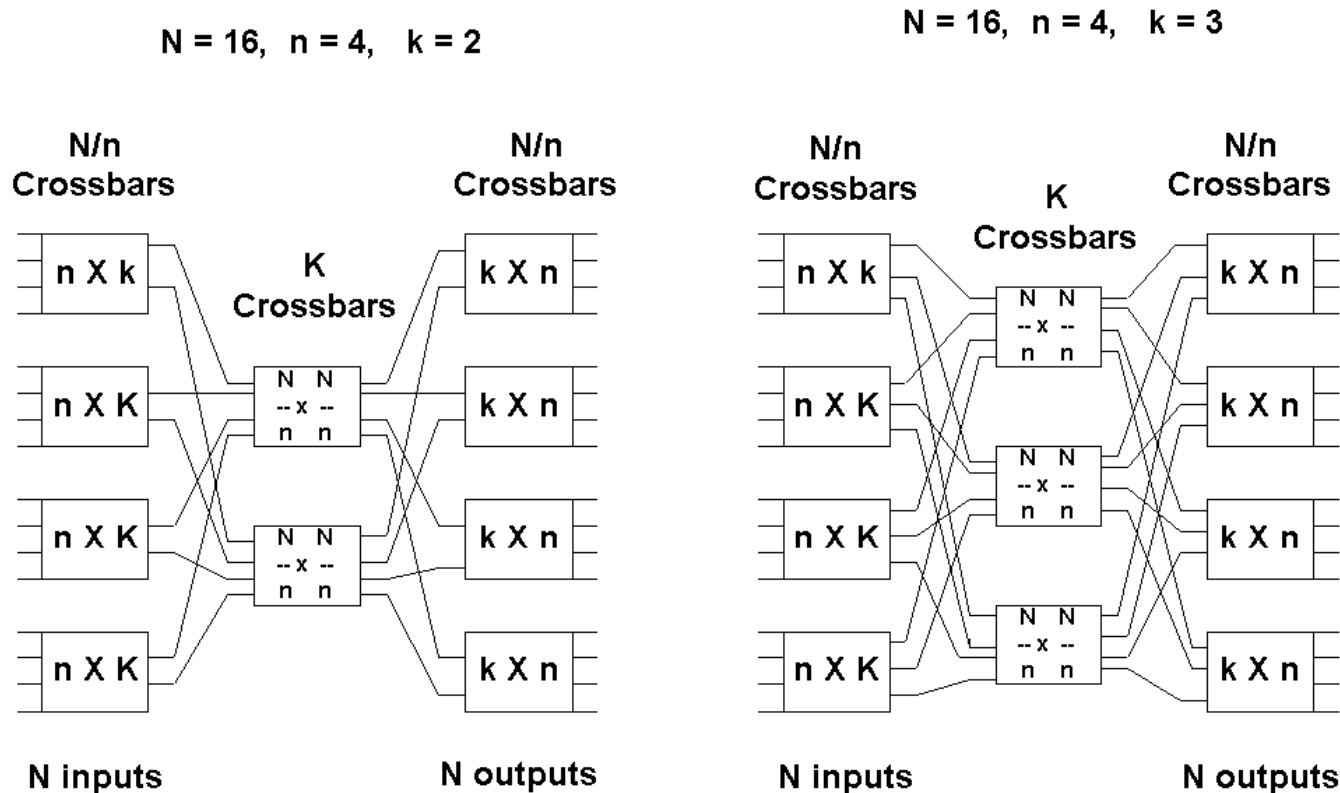 N = 16, n = 4, k = 2
N/n
Crossbars
N/n
Crossbars
K
Crossbars
n X k
n X K
n X K
n X K
N N
-- x --
n n
N N
-- x --
n n
k X n
k X n
k X n
k X n
N inputs
N outputs
N = 16, n = 4, k = 3
N/n
Crossbars
K
Crossbars
N/n
Crossbars
n X k
n X K
n X K
n X K
N N
-- x --
n n
N N
-- x --
n n
N N
-- x --
n n
k X n
k X n
k X n
k X n
N inputs
N outputs